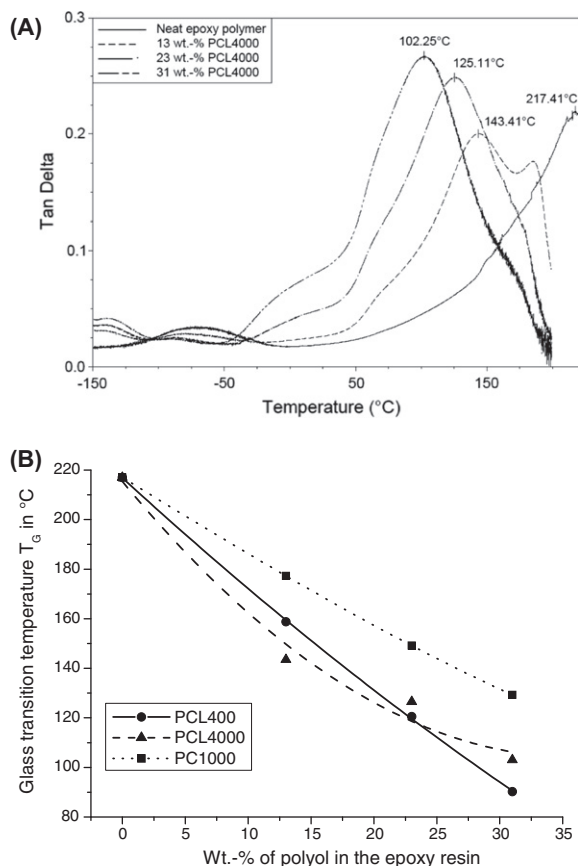 (A)
Neat epoxy polymer
13 wt.-% PCL4000
23 wt.-% PCL4000
31 wt.-% PCL4000
102.25°C
125.11°C
217.41°C
143.41°C
0.3
0.2
0.1
0.0
Tan Delta
-150
-50
50
150
Temperature (°C)
(B)
220
200
180
160
140
120
100
80
Glass transition temperature TG in °C
PCL400
PCL4000
PC1000
0 5 10 15 20 25 30 35
Wt.-% of polyol in the epoxy resin